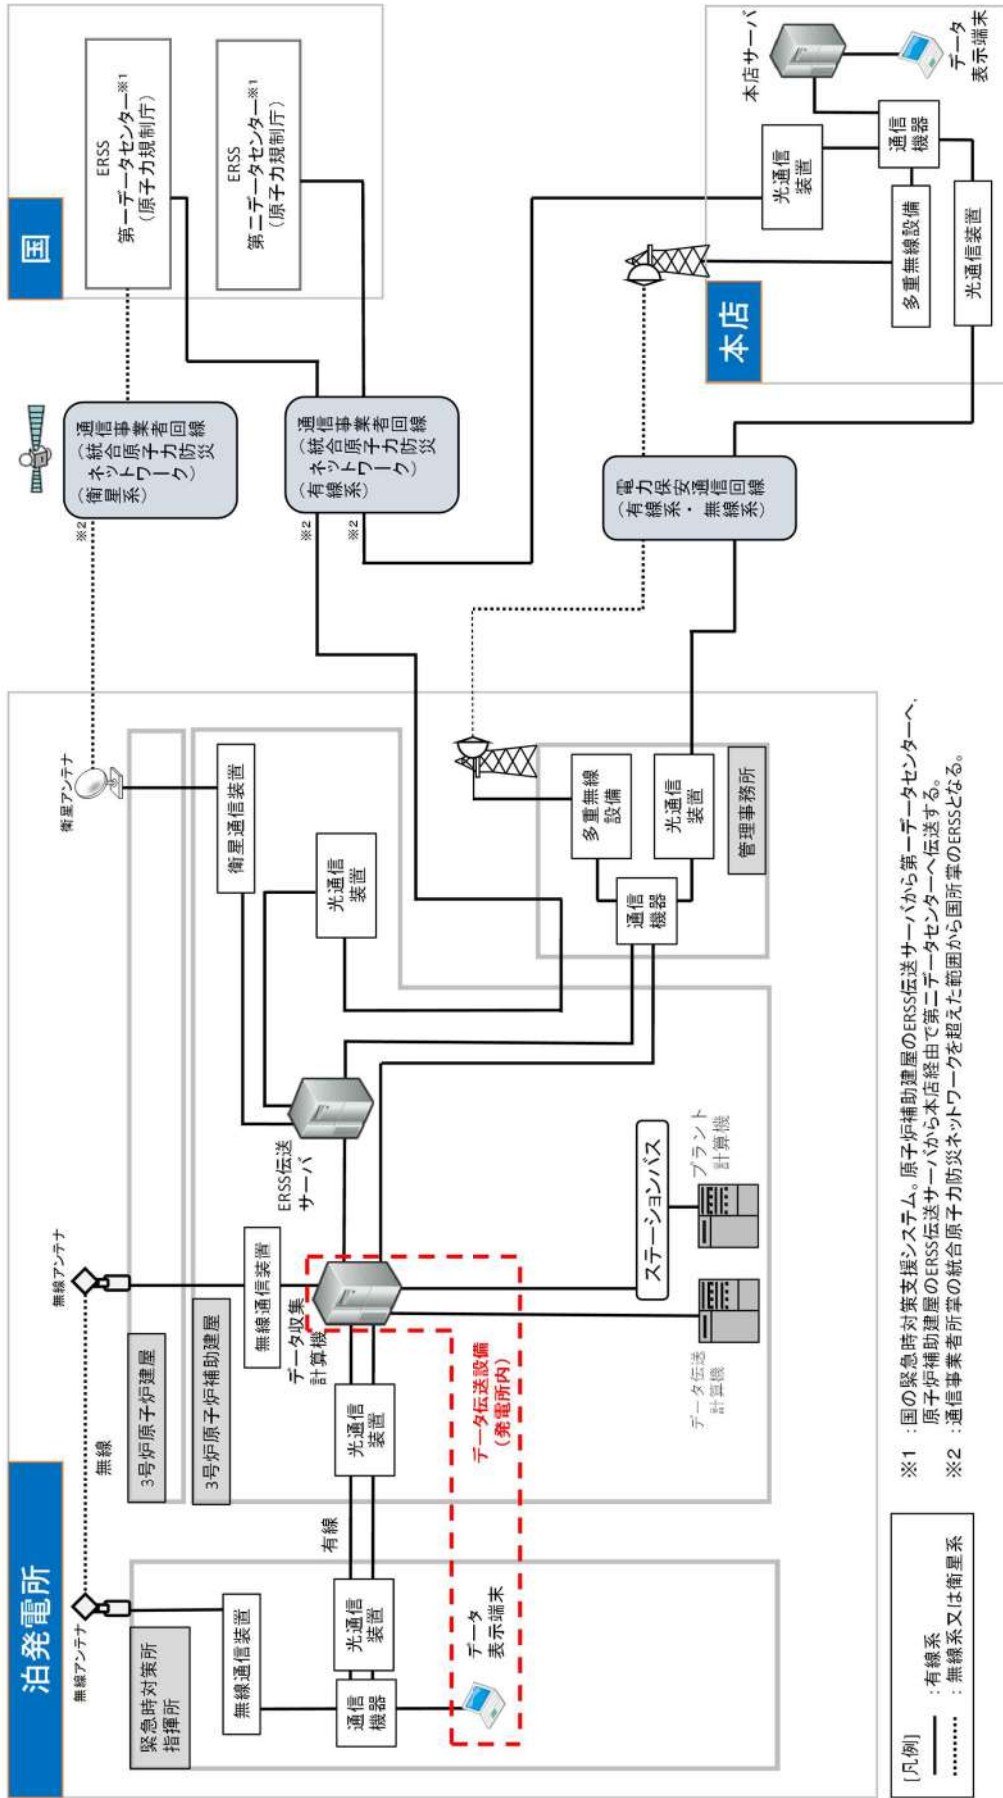 泊発電所
無線アンテナ
無線
無線アンテナ
衛星アンテナ
緊急時対策所
指揮所
無線通信装置
通信
機器
光通信
装置
データ
表示端末
有線
3号炉原子炉建屋
3号炉原子炉補助建屋
無線通信装置
データ収集
計算機
光通信
装置
データ伝送設備
(発電所内)
ERSS伝送
サーバ
衛星通信装置
光通信
装置
データ伝送
計算機
ステーションバス
プラント
計算機
通信
機器
多重無線
設備
光通信
装置
管理事務所
※2
通信事業者回線
(統合原子力防災
ネットワーク)
(衛星系)
※2
※2
通信事業者回線
(統合原子力防災
ネットワーク)
(有線系)
電力保安通信回線
(有線系・無線系)
国
ERSS
第一データセンター※1
(原子力規制庁)
ERSS
第二データセンター※1
(原子力規制庁)
本店
光通信
装置
多重無線設備
光通信装置
通信
機器
本店サーバ
データ
表示端末
[凡例]
:有線系
:無線系又は衛星系
※1 :国の緊急時対策支援システム。原子炉補助建屋のERSS伝送サーバから第一データセンターへ、
原子炉補助建屋のERSS伝送サーバから本店経由で第二データセンターへ伝送する。
※2 :通信事業者所掌の統合原子力防災ネットワークを超えた範囲から国所掌のERSSとなる。